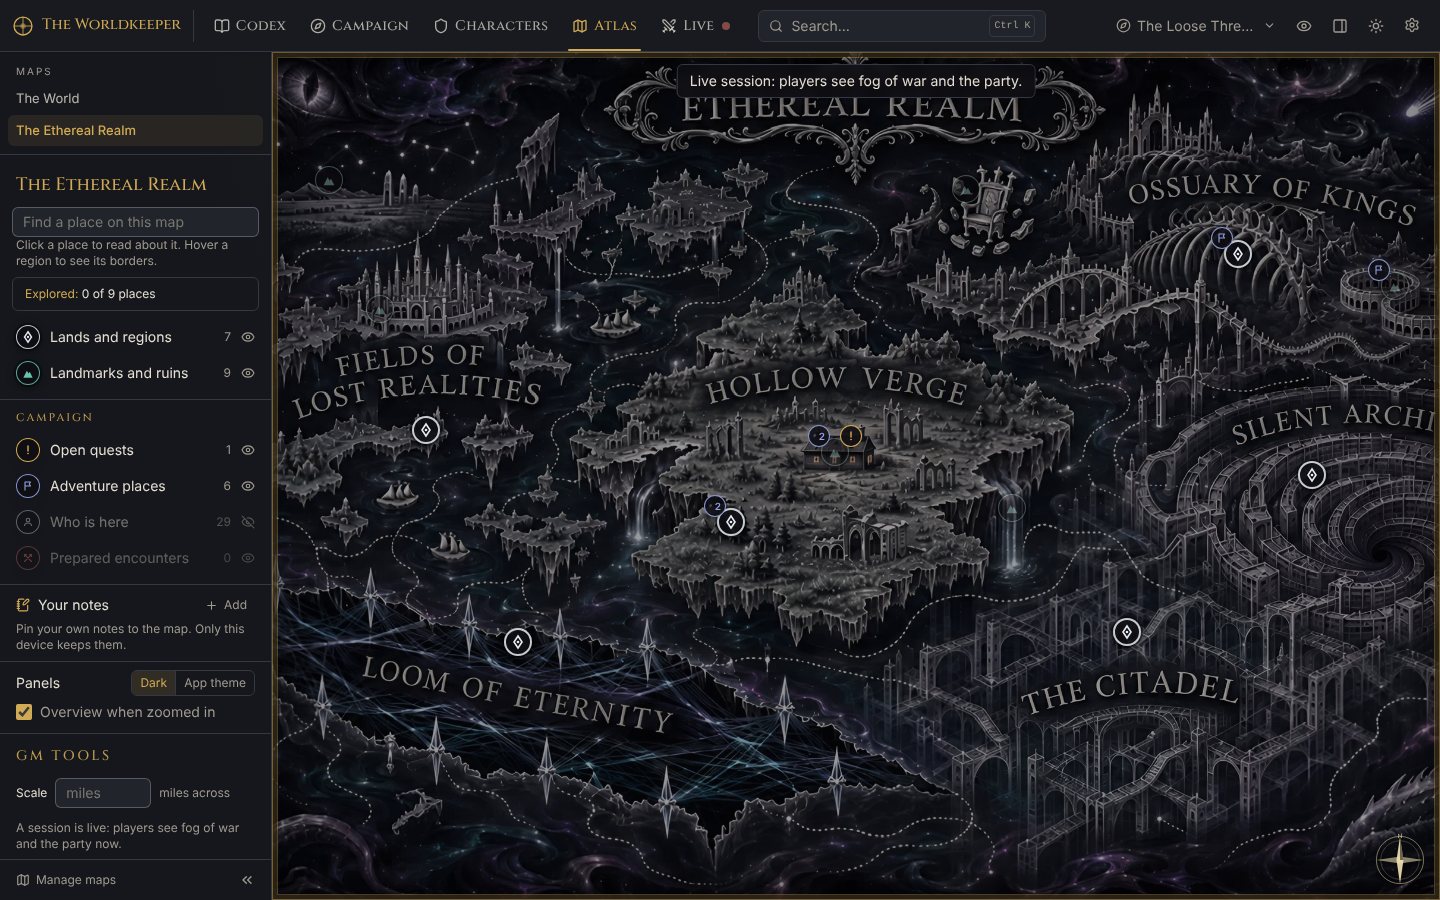 THE WORLDKEEPER
CODEX
CAMPAIGN
CHARACTERS
ATLAS
LIVE
Search...
Ctrl K
The Loose Thre...
MAPS
The World
The Ethereal Realm
THE ETHEREAL REALM
Find a place on this map
Click a place to read about it. Hover a
region to see its borders.
Explored: 0 of 9 places
Lands and regions 7
Landmarks and ruins 9
CAMPAIGN
Open quests 1
Adventure places 6
Who is here 29
Prepared encounters 0
Your notes
+ Add
Pin your own notes to the map. Only this
device keeps them.
Panels
Dark
App theme
Overview when zoomed in
GM TOOLS
Scale miles miles across
A session is live: players see fog of war
and the party now.
Manage maps
Live session: players see fog of war and the party.
ETHEREAL REALM
OSSUARY OF KINGS
FIELDS OF
LOST REALITIES
HOLLOW VERGE
SILENT ARCHI
2
!
2
LOOM OF ETERNITY
THE CITADEL
N